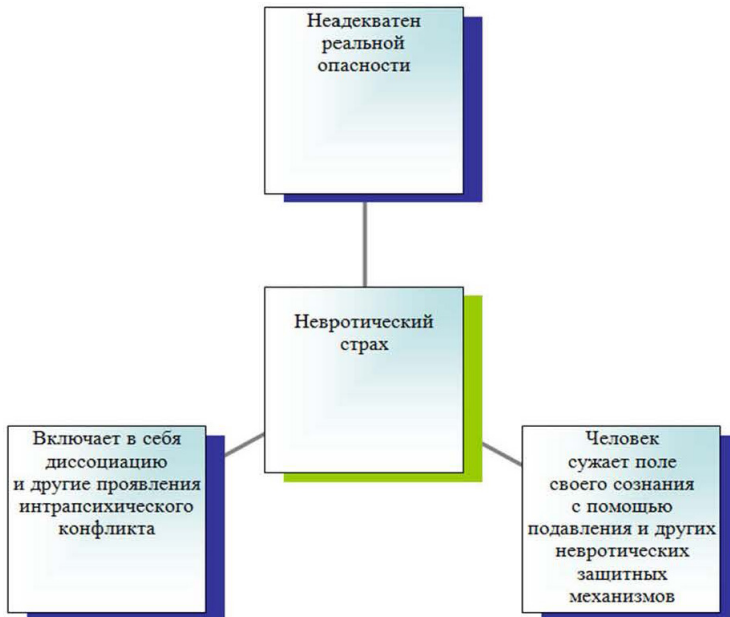 Неадекватен
реальной
опасности
Невротический
страх
Включает в себя
диссоциацию
и другие проявления
интрапсихического
конфликта
Человек
сужает поле
своего сознания
с помощью
подавления и других
невротических
защитных
механизмов